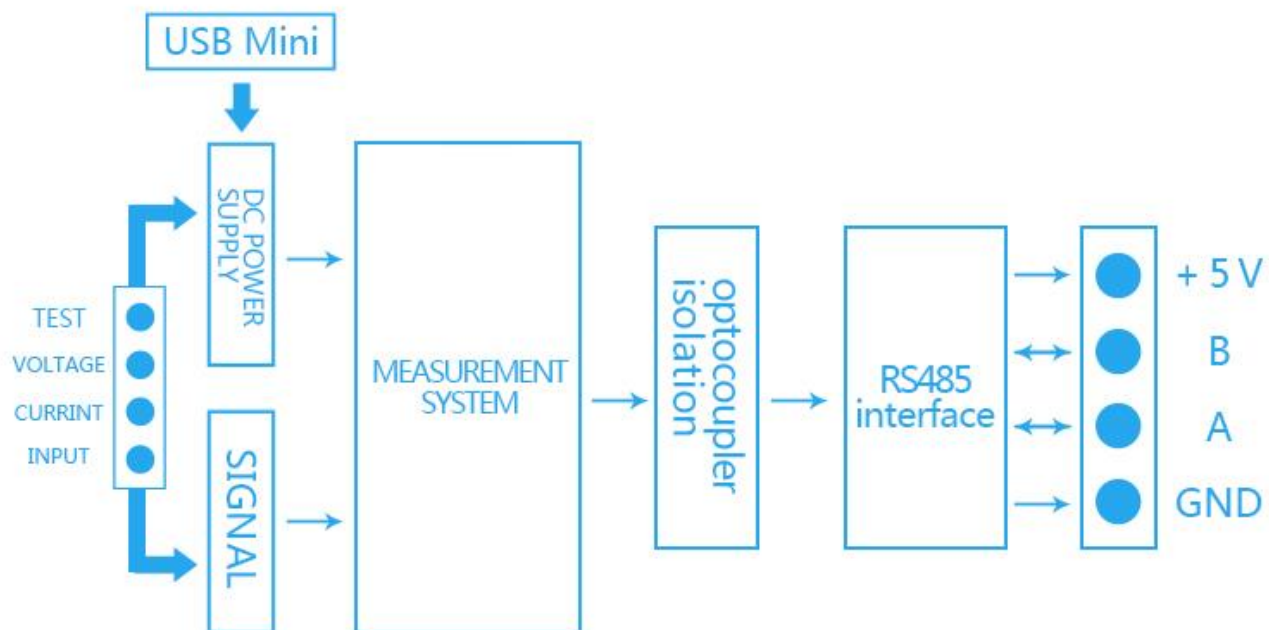 USB Mini
DC POWER
SUPPLY
TEST
VOLTAGE
CURRINT
INPUT
SIGNAL
MEASUREMENT
SYSTEM
optocoupler
isolation
RS485
interface
+ 5 V
B
A
GND